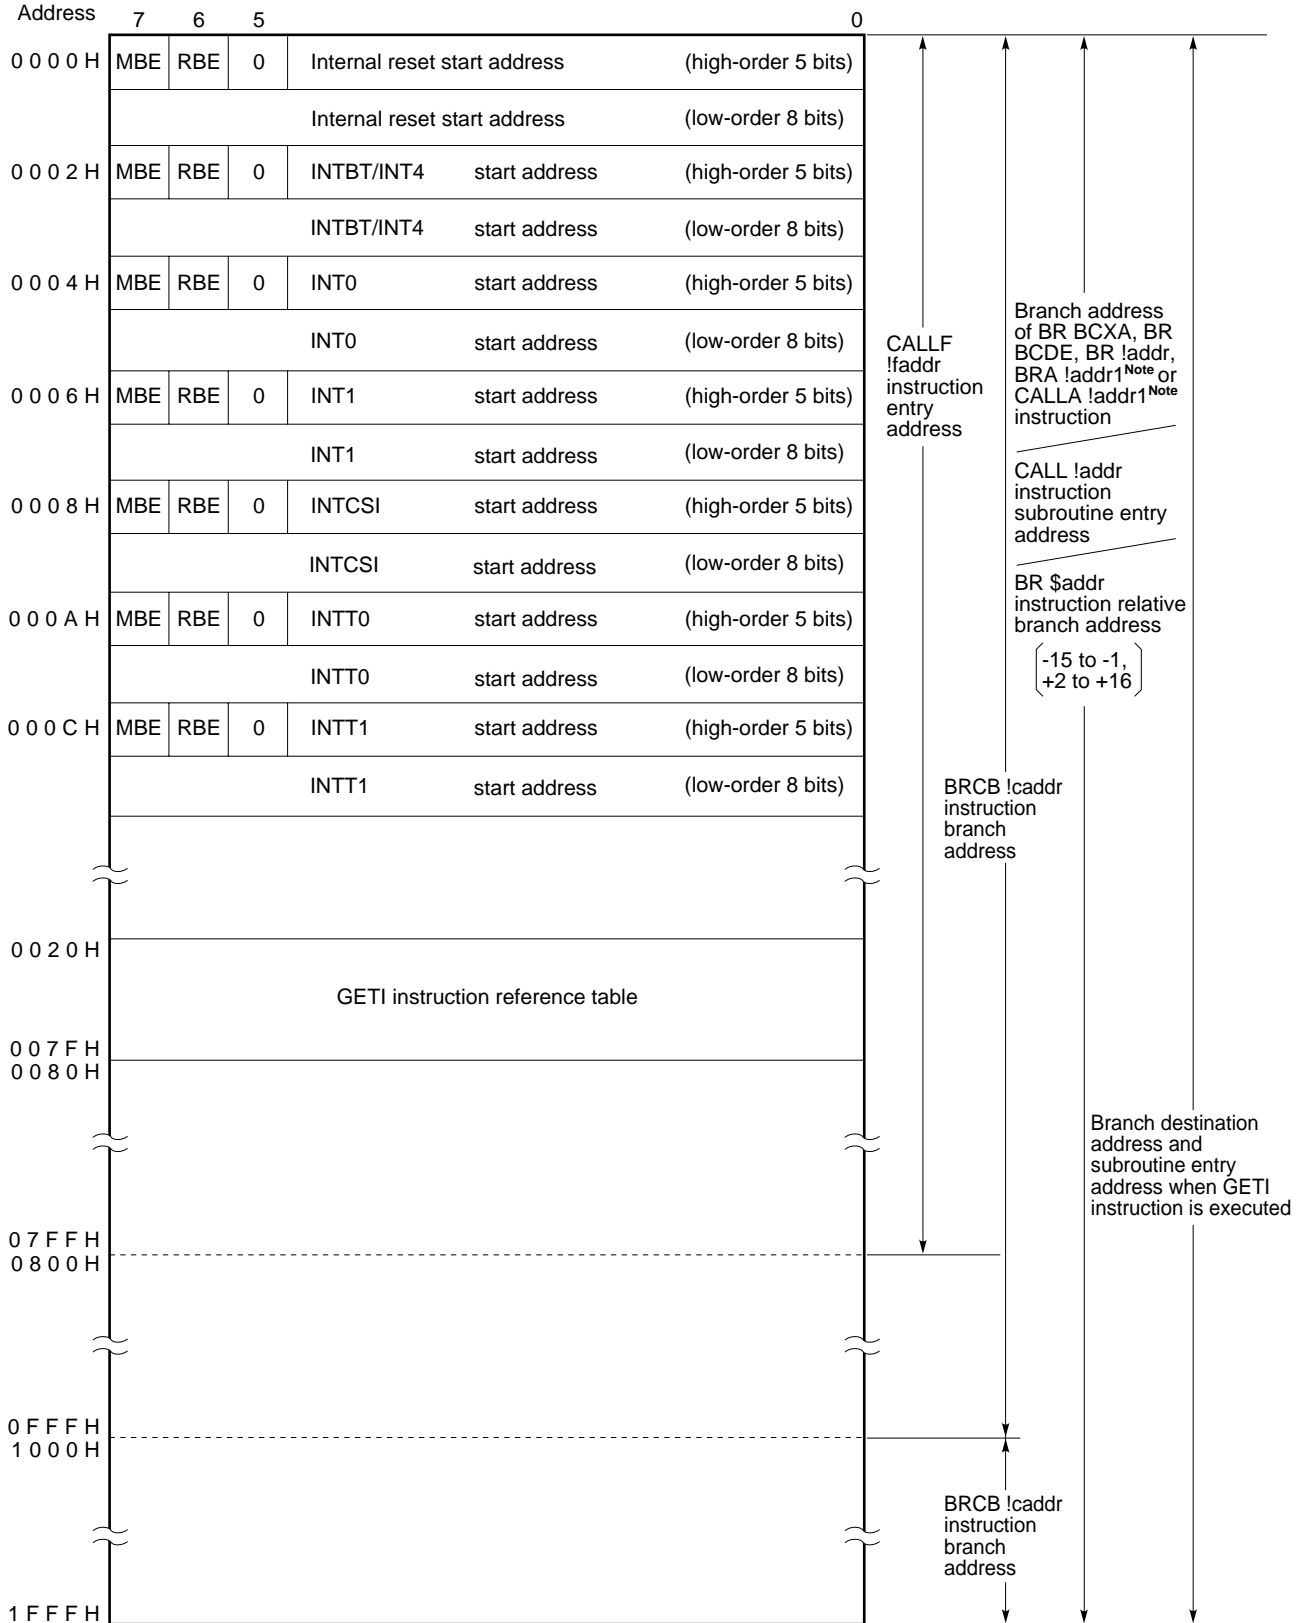 Address 7 6 5 0
0000H MBE RBE 0 Internal reset start address (high-order 5 bits)
Internal reset start address (low-order 8 bits)
0002H MBE RBE 0 INTBT/INT4 start address (high-order 5 bits)
INTBT/INT4 start address (low-order 8 bits)
0004H MBE RBE 0 INT0 start address (high-order 5 bits)
INT0 start address (low-order 8 bits)
0006H MBE RBE 0 INT1 start address (high-order 5 bits)
INT1 start address (low-order 8 bits)
0008H MBE RBE 0 INTCSI start address (high-order 5 bits)
INTCSI start address (low-order 8 bits)
000AH MBE RBE 0 INTT0 start address (high-order 5 bits)
INTT0 start address (low-order 8 bits)
000CH MBE RBE 0 INTT1 start address (high-order 5 bits)
INTT1 start address (low-order 8 bits)
0020H
GETI instruction reference table
007FH
0080H
07FFH
0800H
0FFFH
1000H
1FFFH
CALLF
!faddr
instruction
entry
address
BRCB !caddr
instruction
branch
address
BRCB !caddr
instruction
branch
address
Branch address
of BR BCXA, BR
BCDE, BR !addr,
BRA !addr1Note or
CALLA !addr1Note
instruction
CALL !addr
instruction
subroutine entry
address
BR $addr
instruction relative
branch address
-15 to -1,
+2 to +16
Branch destination
address and
subroutine entry
address when GETI
instruction is executed